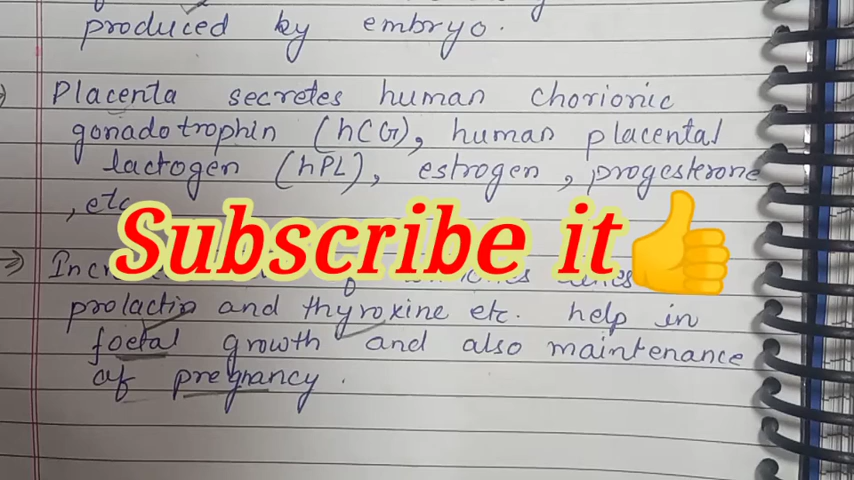 produced by embryo.
Placenta secretes human chorionic
gonadotrophin (hCG), human placental
lactogen (hPL), estrogen, progesterone
, etc
Subscribe it
prolactin and thyroxine etc. help in
foetal growth and also maintenance
of pregnancy.